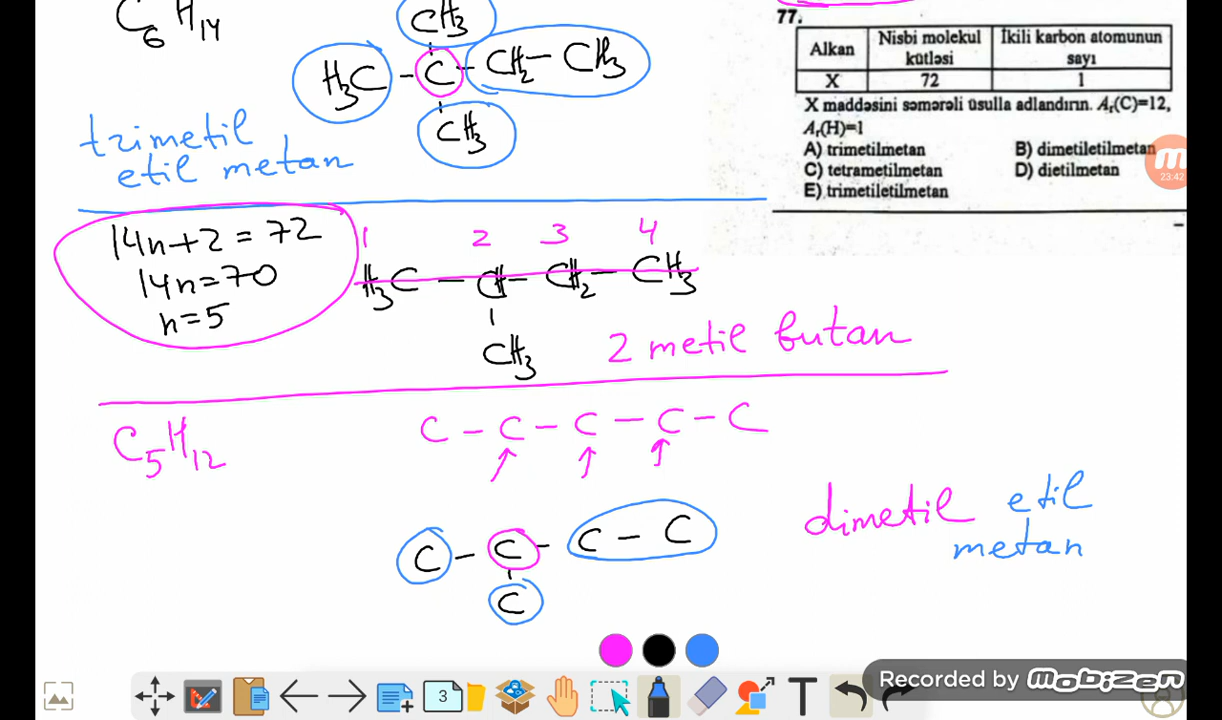 C6H14
CH3
H3C - C - CH2 - CH3
CH3
trimetil
etil metan
77.
Alkan Nisbi molekul kütləsi İkili karbon atomunun sayı
X 72 1
X maddəsini səmərəli üsulla adlandırın. Ar(C)=12,
Ar(H)=1
A) trimetilmetan B) dimetiletilmetan
C) tetrametilmetan D) dietilmetan
E) trimetiletilmetan
m
23:42
14n+2=72
14n=70
n=5
1 2 3 4
H3C - CH - CH2 - CH3
CH3
2 metil butan
C5H12
C - C - C - C - C
C - C - C - C
C
dimetil etil
metan
3
T
Recorded by mobizen